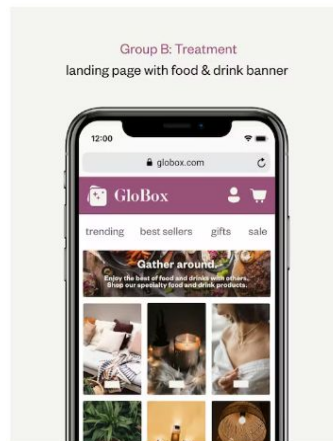 Group B: Treatment
landing page with food & drink banner
12:00
globox.com
GloBox
trending best sellers gifts sale
Gather around.
Enjoy the best of food and drinks with others.
Shop our specialty food and drink products.